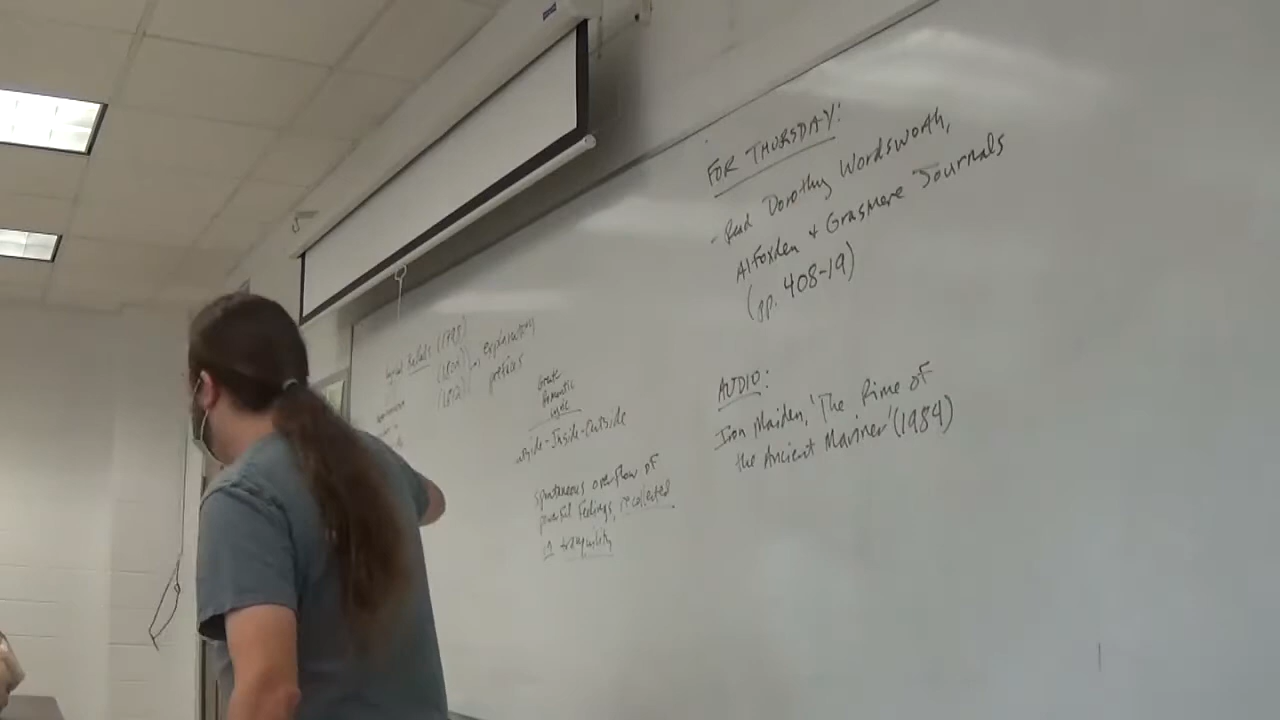 Lyrical Ballads (1798)
(1802)
explanatory
prefaces
Greater
Romantic
Lyric
outside-Inside-Outside
spontaneous overflow of
powerful feelings, recollected
in tranquility
FOR THURSDAY:
- Read Dorothy Wordsworth,
Alfoxden + Grasmere Journals
(pp. 408-19)
AUDIO:
Iron Maiden, 'The Rime of
the Ancient Mariner' (1984)